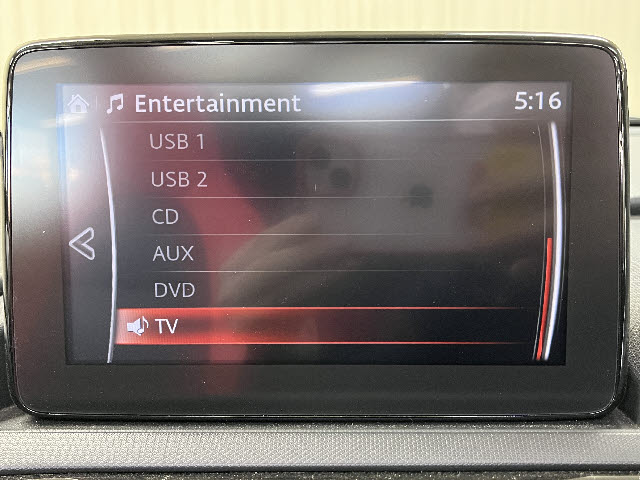 Entertainment 5:16
USB 1
USB 2
CD
AUX
DVD
TV